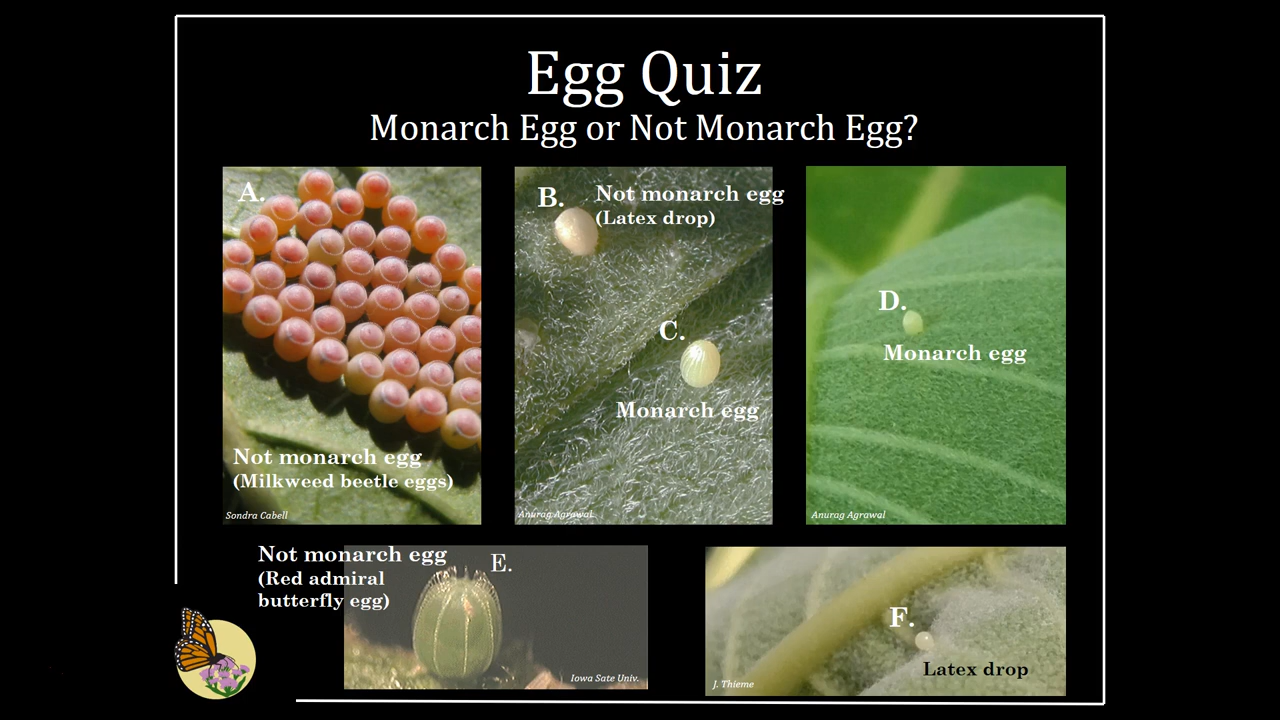 Egg Quiz
Monarch Egg or Not Monarch Egg?
A.
Not monarch egg
(Milkweed beetle eggs)
Sondra Cabell
B.
Not monarch egg
(Latex drop)
C.
Monarch egg
Anurag Agrawal
D.
Monarch egg
Anurag Agrawal
Not monarch egg
(Red admiral
butterfly egg)
E.
Iowa Sate Univ.
F.
Latex drop
J. Thieme